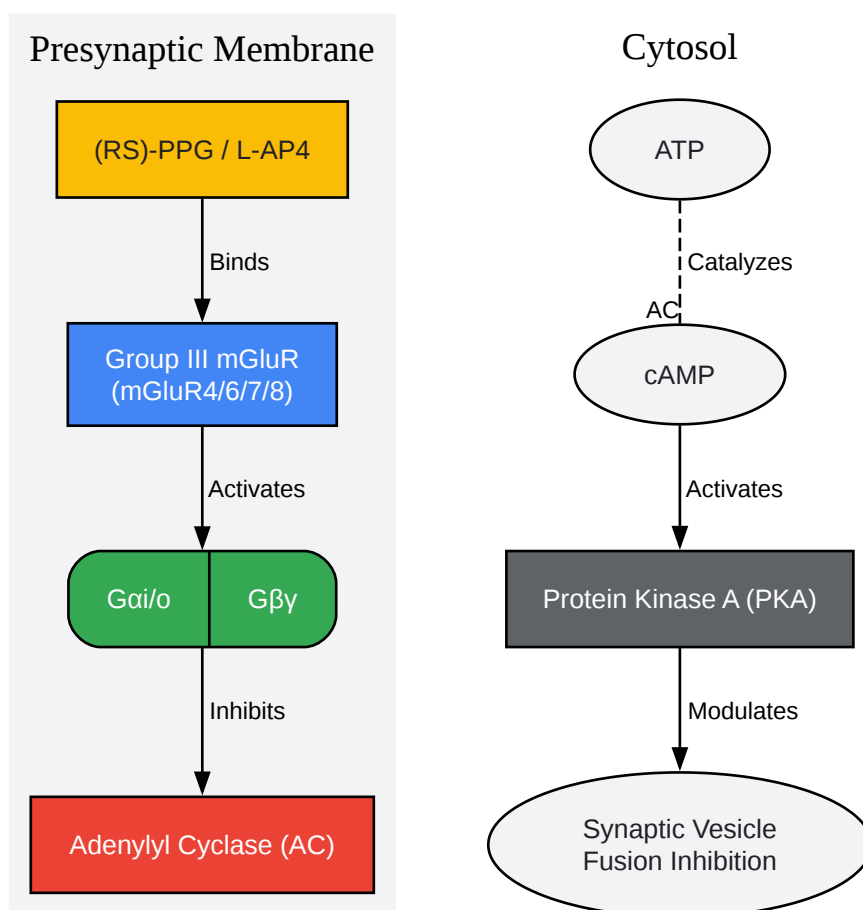 Presynaptic Membrane
(RS)-PPG / L-AP4
Binds
Group III mGluR
(mGluR4/6/7/8)
Activates
Gαi/o
Gβγ
Inhibits
Adenylyl Cyclase (AC)
Cytosol
ATP
Catalyzes
AC
cAMP
Activates
Protein Kinase A (PKA)
Modulates
Synaptic Vesicle
Fusion Inhibition